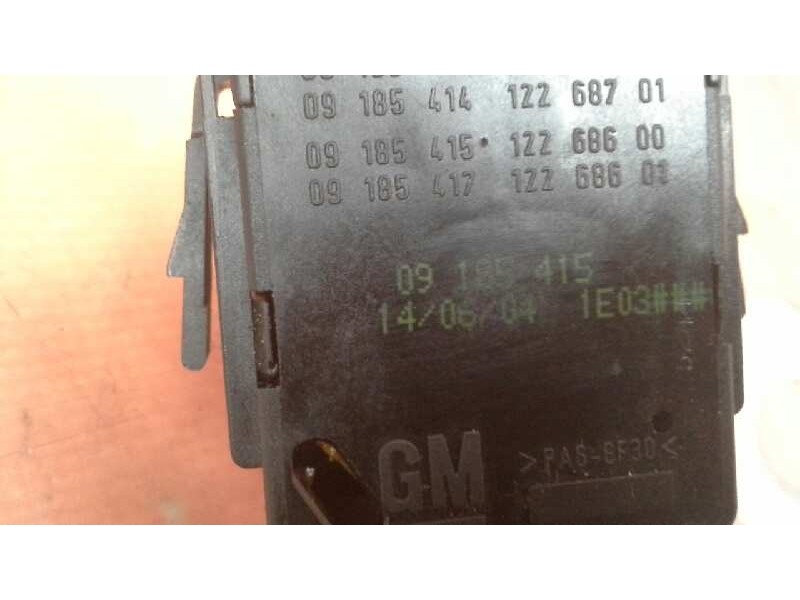 09 185 414 122 687 01
09 185 415• 122 686 00
09 185 417 122 686 01
09 185 415
14/06/04 1E03###
GM >PA6-GF30<